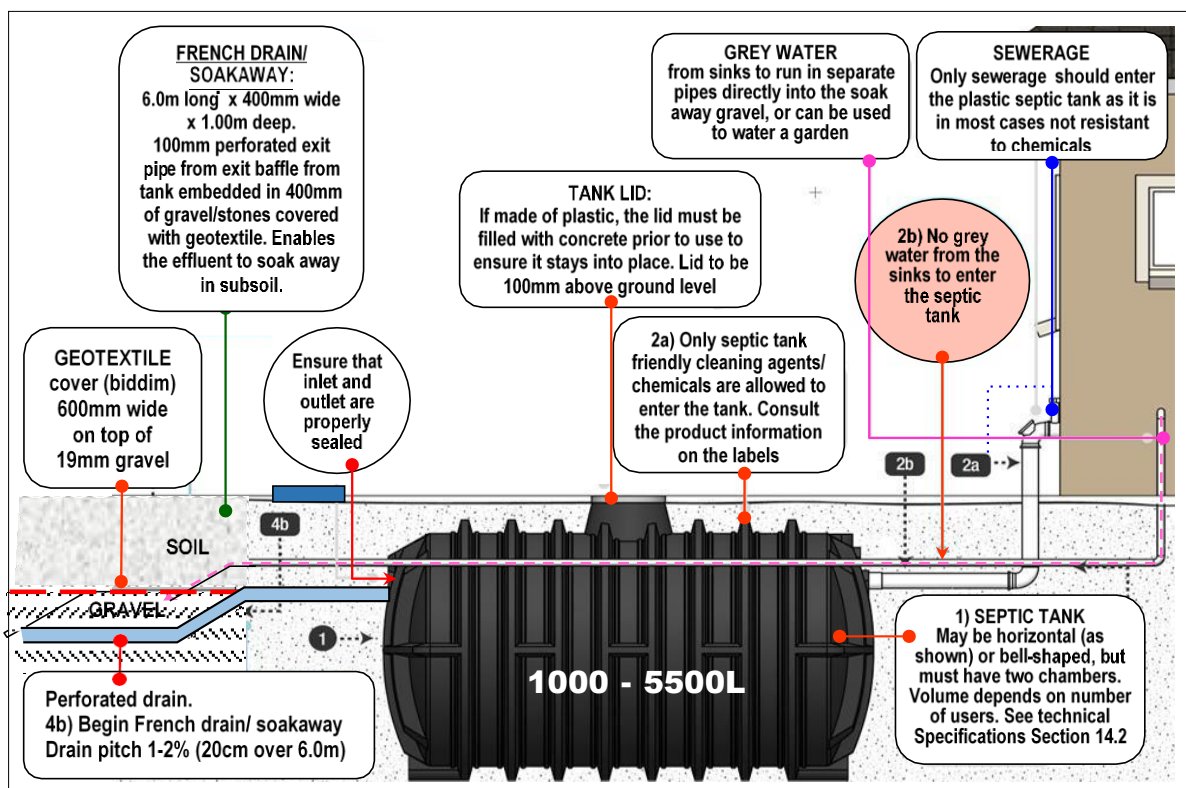 FRENCH DRAIN/
SOAKAWAY:
6.0m long x 400mm wide
x 1.00m deep.
100mm perforated exit
pipe from exit baffle from
tank embedded in 400mm
of gravel/stones covered
with geotextile. Enables
the effluent to soak away
in subsoil.
GREY WATER
from sinks to run in separate
pipes directly into the soak
away gravel, or can be used
to water a garden
SEWERAGE
Only sewerage should enter
the plastic septic tank as it is
in most cases not resistant
to chemicals
TANK LID:
If made of plastic, the lid must be
filled with concrete prior to use to
ensure it stays into place. Lid to be
100mm above ground level
2b) No grey
water from the
sinks to enter
the septic
tank
GEOTEXTILE
cover (biddim)
600mm wide
on top of
19mm gravel
Ensure that
inlet and
outlet are
properly
sealed
2a) Only septic tank
friendly cleaning agents/
chemicals are allowed to
enter the tank. Consult
the product information
on the labels
2b
2a
4b
SOIL
GRAVEL
1
1000 - 5500L
1) SEPTIC TANK
May be horizontal (as
shown) or bell-shaped, but
must have two chambers.
Volume depends on number
of users. See technical
Specifications Section 14.2
Perforated drain.
4b) Begin French drain/ soakaway
Drain pitch 1-2% (20cm over 6.0m)